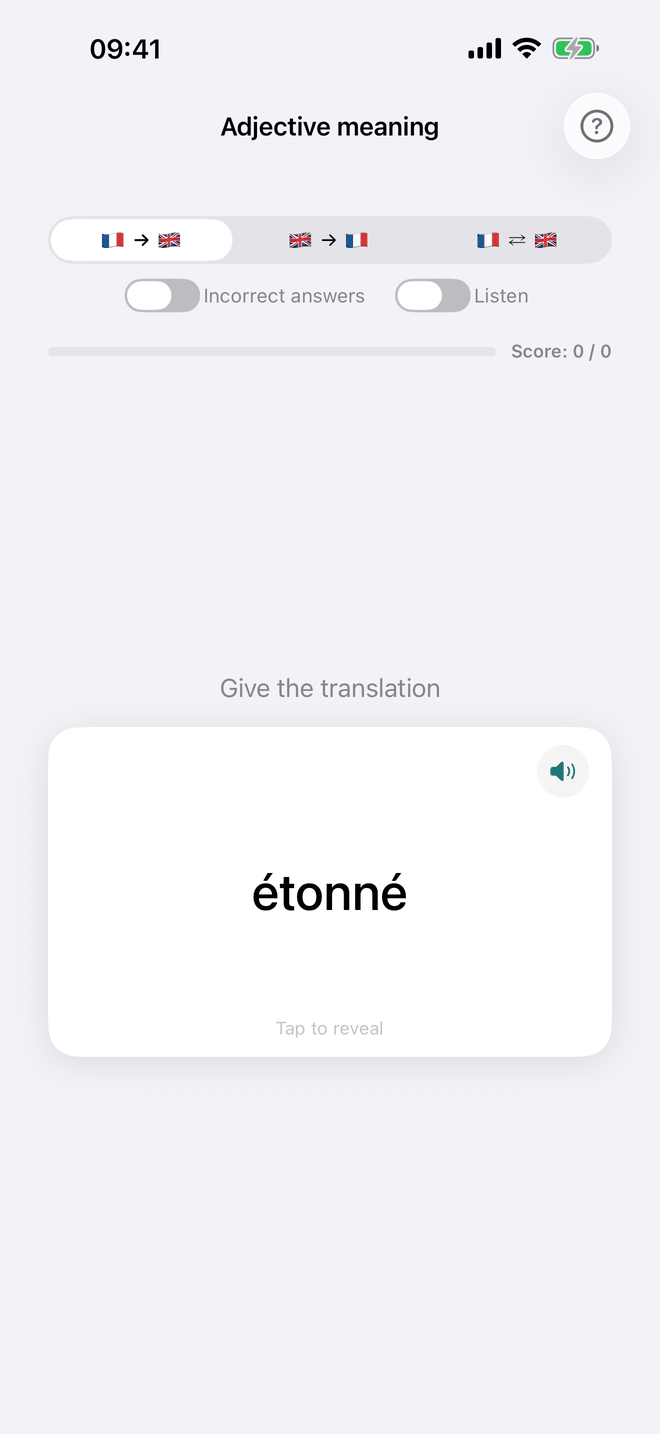 09:41
Adjective meaning
🇫🇷 → 🇬🇧 🇬🇧 → 🇫🇷 🇫🇷 ⇄ 🇬🇧
Incorrect answers Listen
Score: 0 / 0
Give the translation
étonné
Tap to reveal